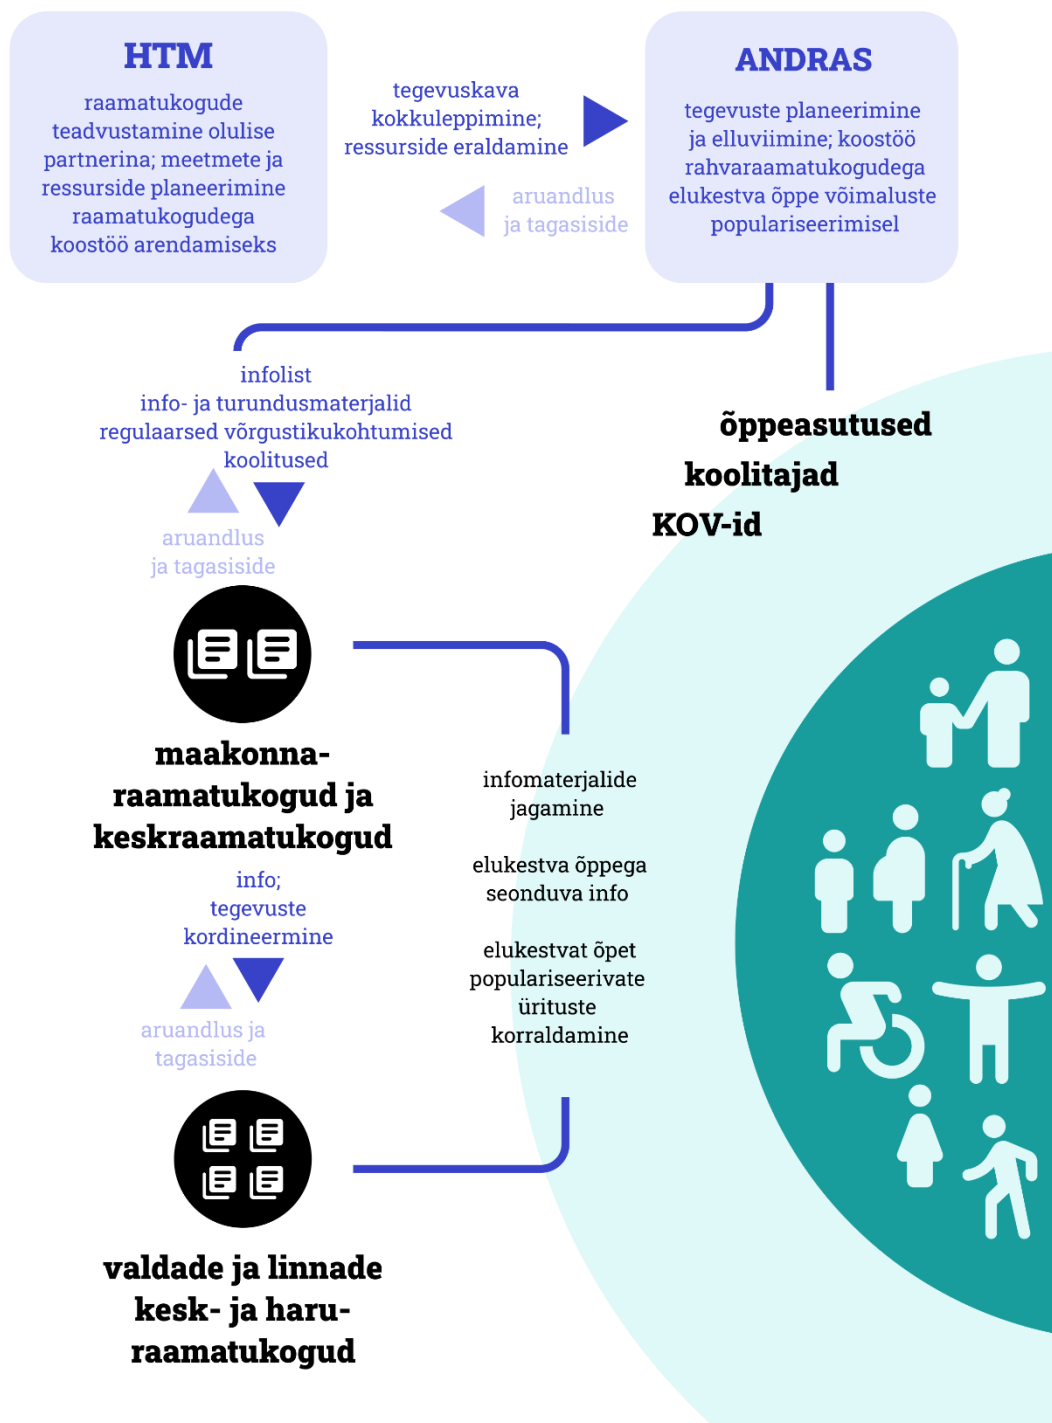 HTM
raamatukogude
teadvustamine olulise
partnerina; meetmete ja
ressurside planeerimine
raamatukogudega
koostöö arendamiseks
tegevuskava
kokkuleppimine;
ressurside eraldamine
aruandlus
ja tagasiside
ANDRAS
tegevuste planeerimine
ja elluviimine; koostöö
rahvaraamatukogudega
elukestva õppe võimaluste
populariseerimisel
infolist
info- ja turundusmaterjalid
regulaarsed võrgustikukohtumised
koolitused
aruandlus
ja tagasiside
õppeasutused
koolitajad
KOV-id
maakonna-
raamatukogud ja
keskraamatukogud
info;
tegevuste
kordineermine
aruandlus ja
tagasiside
infomaterjalide
jagamine
elukestva õppega
seonduva info
elukestvat õpet
populariseerivate
ürituste
korraldamine
valdade ja linnade
kesk- ja haru-
raamatukogud